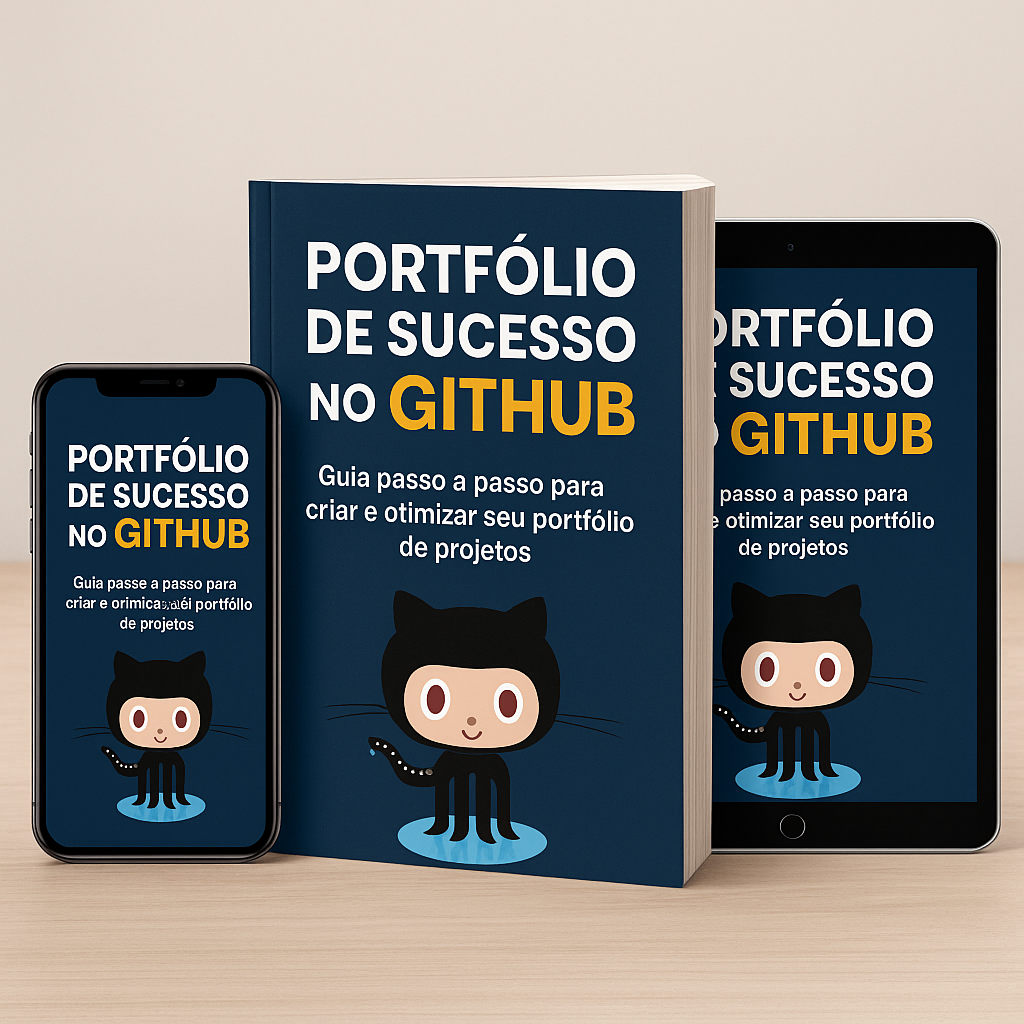 PORTFÓLIO
DE SUCESSO
NO GITHUB
Guia passo a passo para
criar e otimizar seu portfólio
de projetos
PORTFÓLIO
DE SUCESSO
NO GITHUB
Guia passe a passo para
criar e portfóllo
de projetos
ORTFÓLIO
SUCESSO
GITHUB
passo a passo para
e otimizar seu portfólio
de projetos